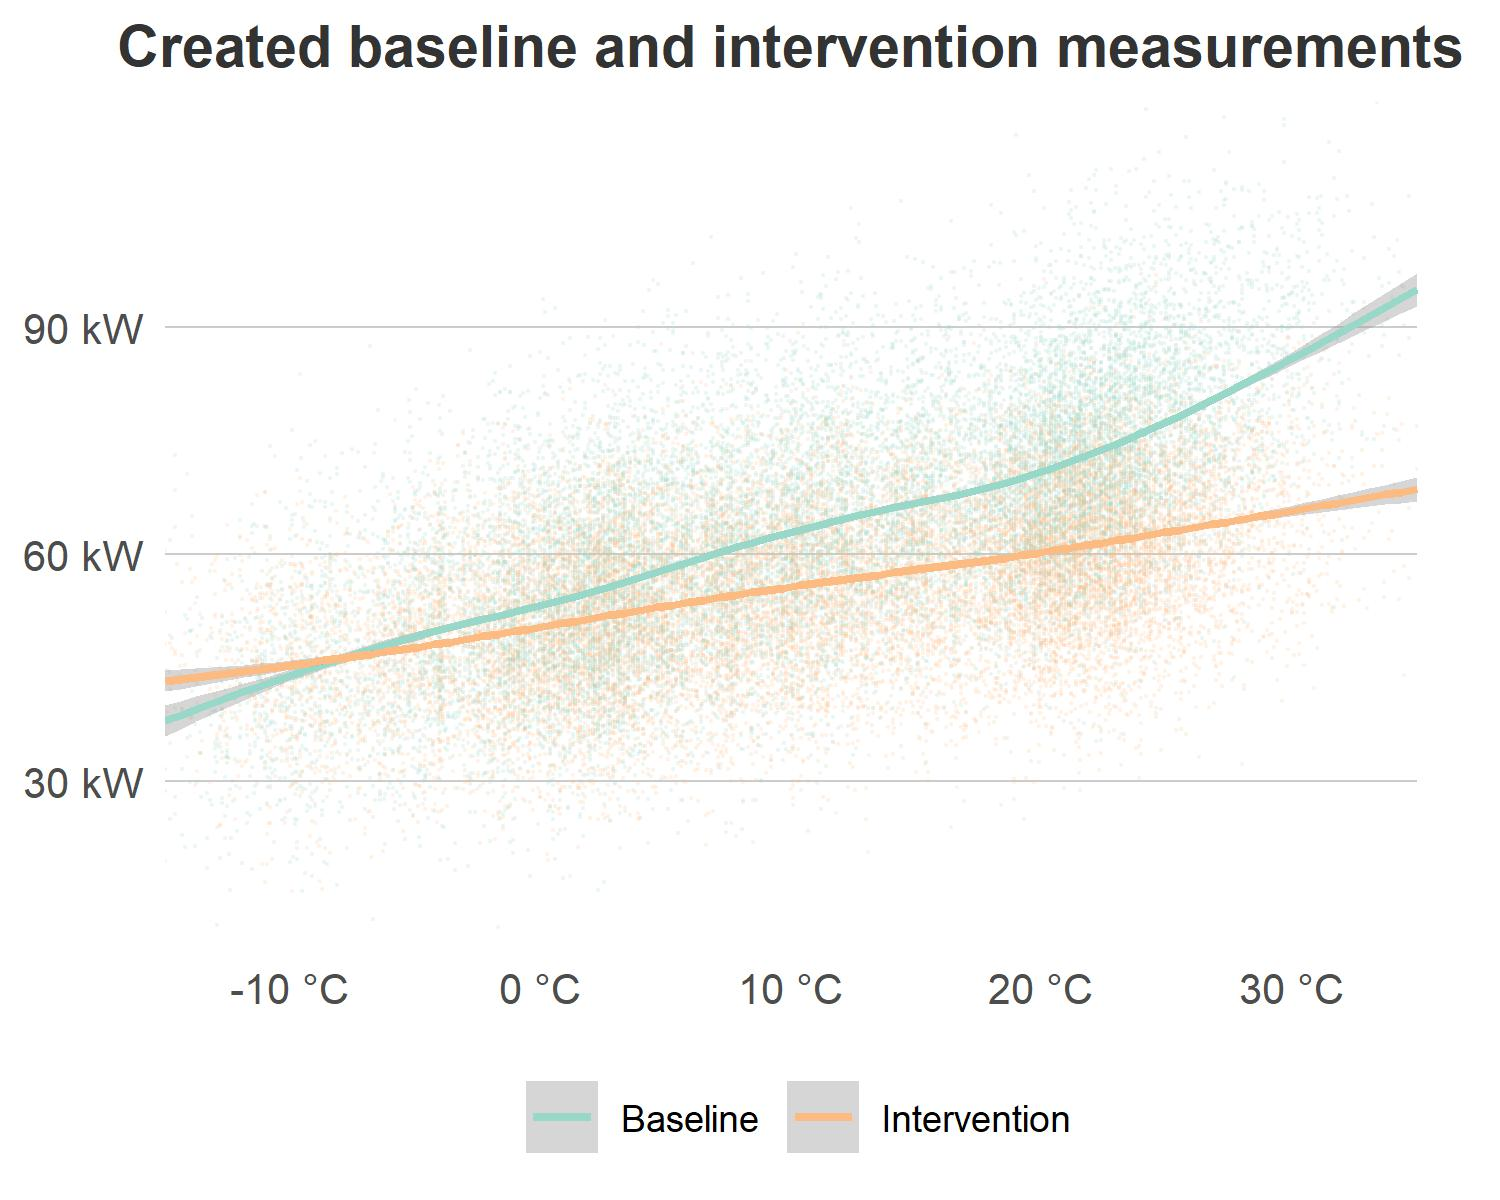 Created baseline and intervention measurements
90 kW
60 kW
30 kW
-10 °C 0 °C 10 °C 20 °C 30 °C
Baseline Intervention